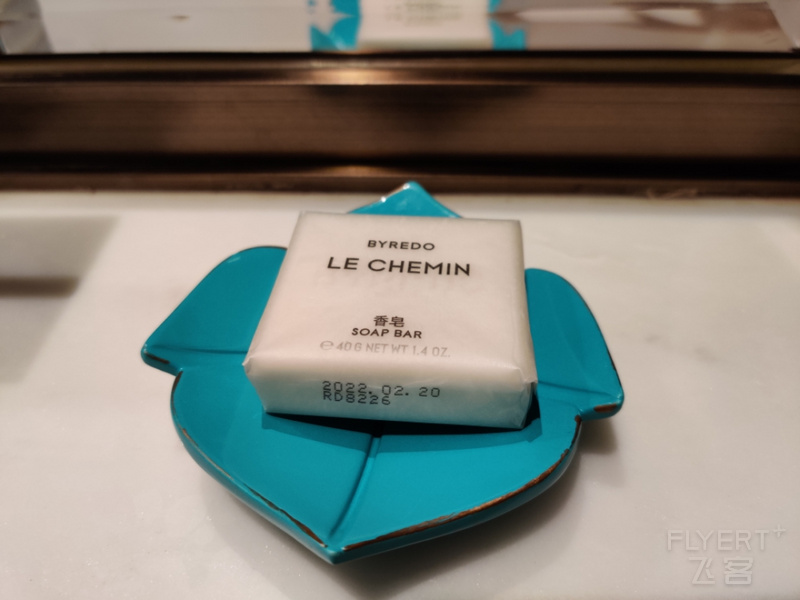 BYREDO
LE CHEMIN
香皂
SOAP BAR
℮ 40 G NET WT 1.4 OZ.
2022.02.20
RD8226
FLYERT+
飞客